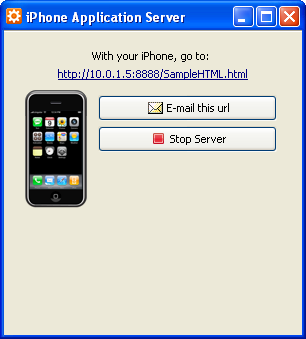 iPhone Application Server
With your iPhone, go to:
http://10.0.1.5:8888/SampleHTML.html
E-mail this url
Stop Server